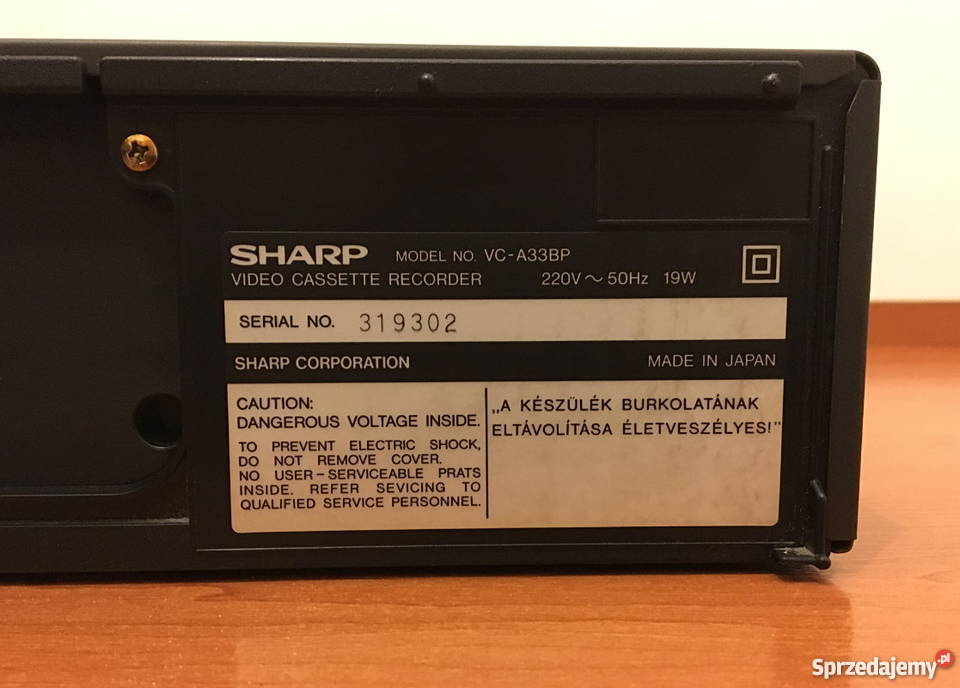 SHARP MODEL NO. VC-A33BP
VIDEO CASSETTE RECORDER 220V ~ 50Hz 19W
SERIAL NO. 319302
SHARP CORPORATION MADE IN JAPAN
CAUTION:
DANGEROUS VOLTAGE INSIDE.
TO PREVENT ELECTRIC SHOCK,
DO NOT REMOVE COVER.
NO USER-SERVICEABLE PRATS
INSIDE. REFER SEVICING TO
QUALIFIED SERVICE PERSONNEL.
„A KÉSZÜLÉK BURKOLATÁNAK
ELTÁVOLÍTÁSA ÉLETVESZÉLYES!”
Sprzedajemy.pl